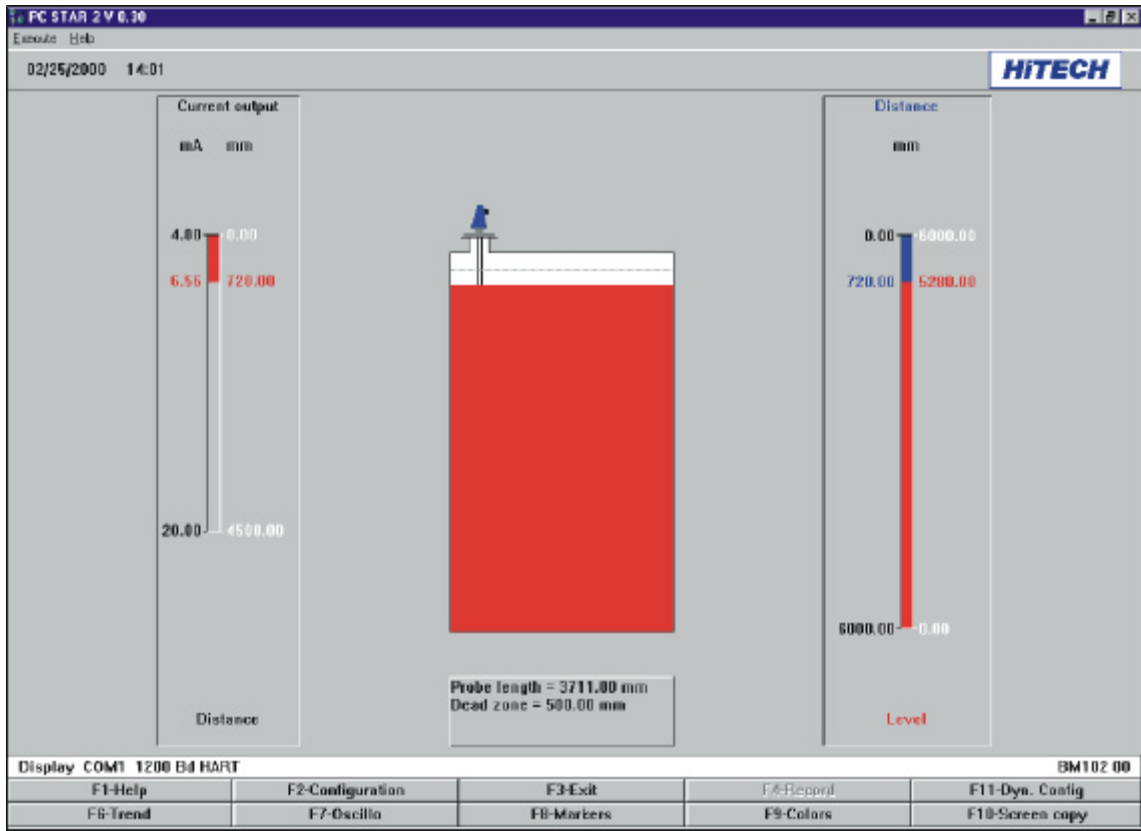 PC STAR 2 V 0.30
Execute Help
02/25/2000 14:01
HiTECH
Current output
mA mm
4.00 0.00
6.56 720.00
20.00 4500.00
Distance
Probe length = 3711.00 mm
Dead zone = 500.00 mm
Distance
mm
0.00 6000.00
720.00 5280.00
6000.00 0.00
Level
Display COM1 1200 Bd HART BM102 00
F1-Help F2-Configuration F3-Exit F4-Record F11-Dyn. Config
F6-Trend F7-Oscillo F8-Markers F9-Colors F10-Screen copy